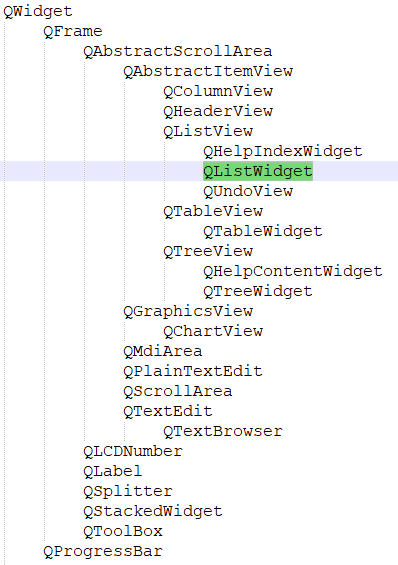 QWidget
QFrame
QAbstractScrollArea
QAbstractItemView
QColumnView
QHeaderView
QListView
QHelpIndexWidget
QListWidget
QUndoView
QTableView
QTableWidget
QTreeView
QHelpContentWidget
QTreeWidget
QGraphicsView
QChartView
QMdiArea
QPlainTextEdit
QScrollArea
QTextEdit
QTextBrowser
QLCDNumber
QLabel
QSplitter
QStackedWidget
QToolBox
QProgressBar